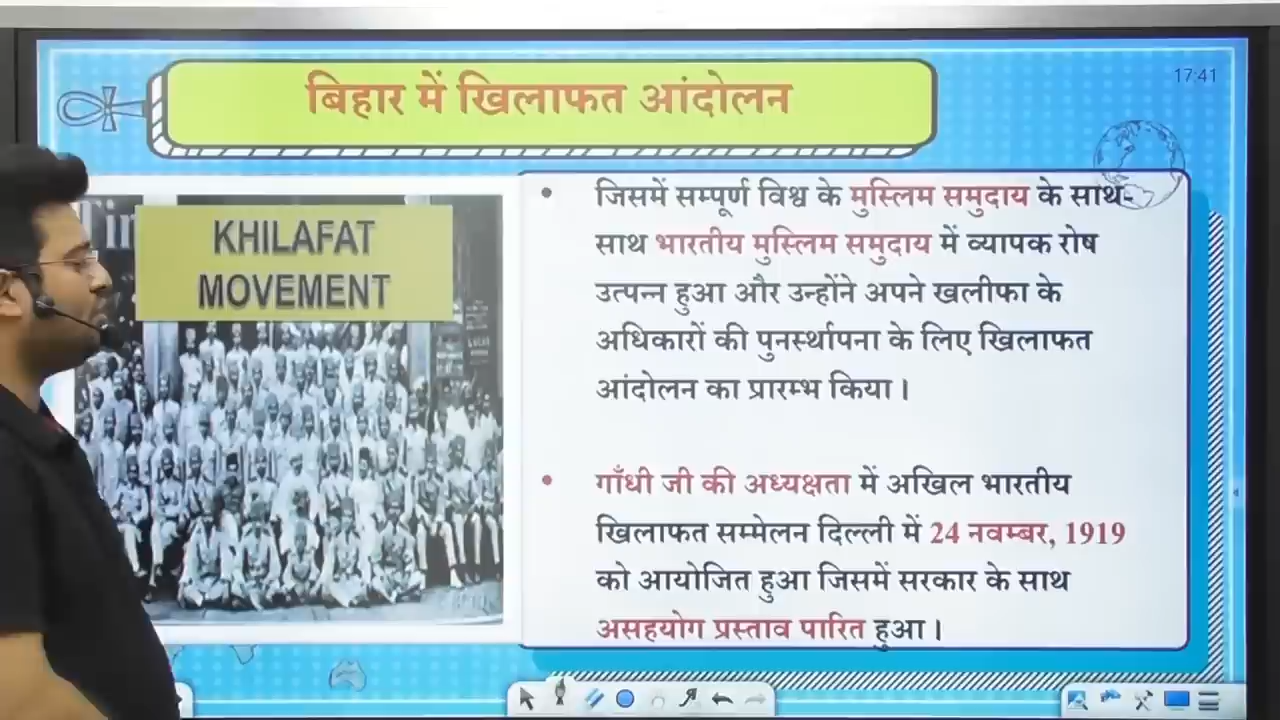 बिहार में खिलाफत आंदोलन
17:41
KHILAFAT
MOVEMENT
जिसमें सम्पूर्ण विश्व के मुस्लिम समुदाय के साथ-
साथ भारतीय मुस्लिम समुदाय में व्यापक रोष
उत्पन्न हुआ और उन्होंने अपने खलीफा के
अधिकारों की पुनर्स्थापना के लिए खिलाफत
आंदोलन का प्रारम्भ किया।
गाँधी जी की अध्यक्षता में अखिल भारतीय
खिलाफत सम्मेलन दिल्ली में 24 नवम्बर, 1919
को आयोजित हुआ जिसमें सरकार के साथ
असहयोग प्रस्ताव पारित हुआ।